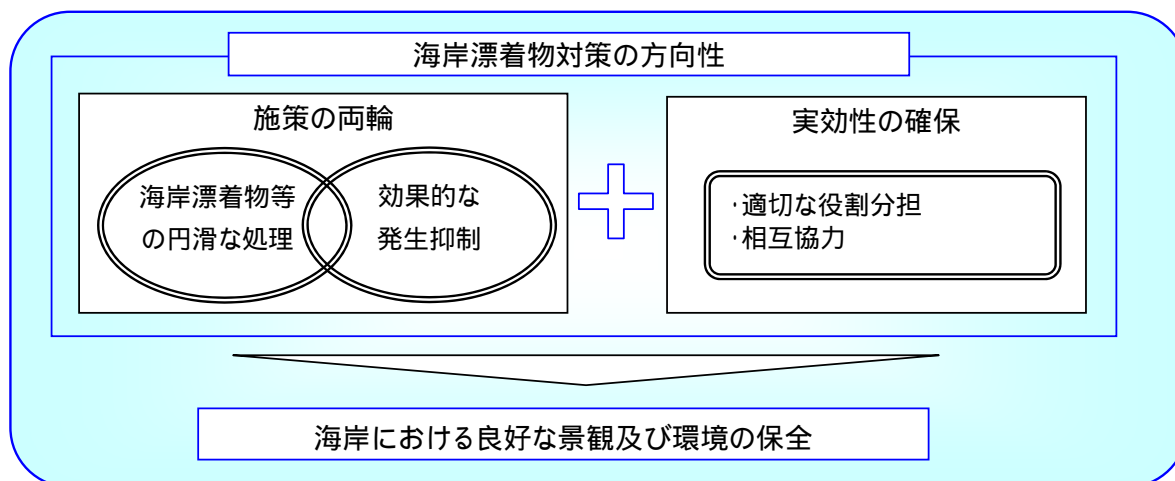 海岸漂着物対策の方向性
施策の両輪
海岸漂着物等
の円滑な処理
効果的な
発生抑制
実効性の確保
・適切な役割分担
・相互協力
海岸における良好な景観及び環境の保全